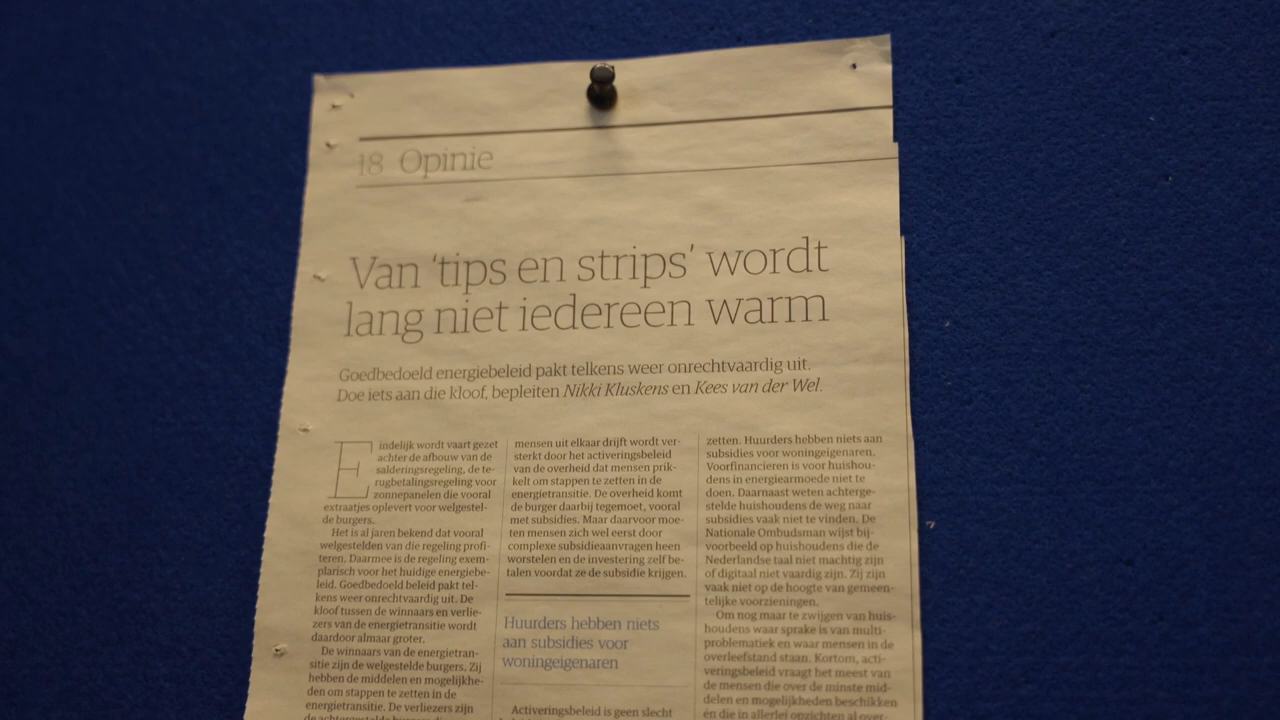 18 Opinie
Van ‘tips en strips’ wordt
lang niet iedereen warm
Goedbedoeld energiebeleid pakt telkens weer onrechtvaardig uit.
Doe iets aan die kloof, bepleiten Nikki Kluskens en Kees van der Wel.
Eindelijk wordt vaart gezet
achter de afbouw van de
salderingsregeling, de te-
rugbetalingsregeling voor
zonnepanelen die vooral
extraatjes oplevert voor welgestel-
de burgers.
Het is al jaren bekend dat vooral
welgestelden van die regeling profi-
teren. Daarmee is de regeling exem-
plarisch voor het huidige energiebe-
leid. Goedbedoeld beleid pakt tel-
kens weer onrechtvaardig uit. De
kloof tussen de winnaars en verlie-
zers van de energietransitie wordt
daardoor almaar groter.
De winnaars van de energietran-
sitie zijn de welgestelde burgers. Zij
hebben de middelen en mogelijkhe-
den om stappen te zetten in de
energietransitie. De verliezers zijn
de achtergestelde
mensen uit elkaar drijft wordt ver-
sterkt door het activeringsbeleid
van de overheid dat mensen prik-
kelt om stappen te zetten in de
energietransitie. De overheid komt
de burger daarbij tegemoet, vooral
met subsidies. Maar daarvoor moe-
ten mensen zich wel eerst door
complexe subsidieaanvragen heen
worstelen en de investering zelf be-
talen voordat ze de subsidie krijgen.
Huurders hebben niets
aan subsidies voor
woningeigenaren
Activeringsbeleid is geen slecht
zetten. Huurders hebben niets aan
subsidies voor woningeigenaren.
Voorfinancieren is voor huishou-
dens in energiearmoede niet te
doen. Daarnaast weten achterge-
stelde huishoudens de weg naar
subsidies vaak niet te vinden. De
Nationale Ombudsman wijst bij-
voorbeeld op huishoudens die de
Nederlandse taal niet machtig zijn
of digitaal niet vaardig zijn. Zij zijn
vaak niet op de hoogte van gemeen-
telijke voorzieningen.
Om nog maar te zwijgen van huis-
houdens waar sprake is van multi-
problematiek en waar mensen in de
overleefstand staan. Kortom, acti-
veringsbeleid vraagt het meest van
de mensen die over de minste mid-
delen en mogelijkheden beschikken
én die in allerlei opzichten al over-